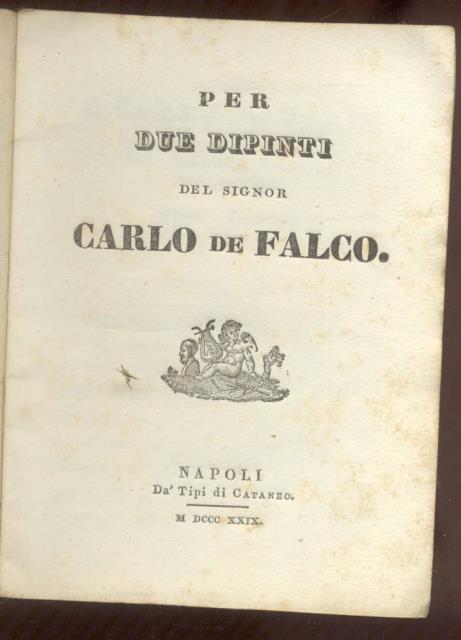 PER
DUE DIPINTI
DEL SIGNOR
CARLO DE FALCO.
NAPOLI
Da' Tipi di CATANEO.
M DCCC XXIX.